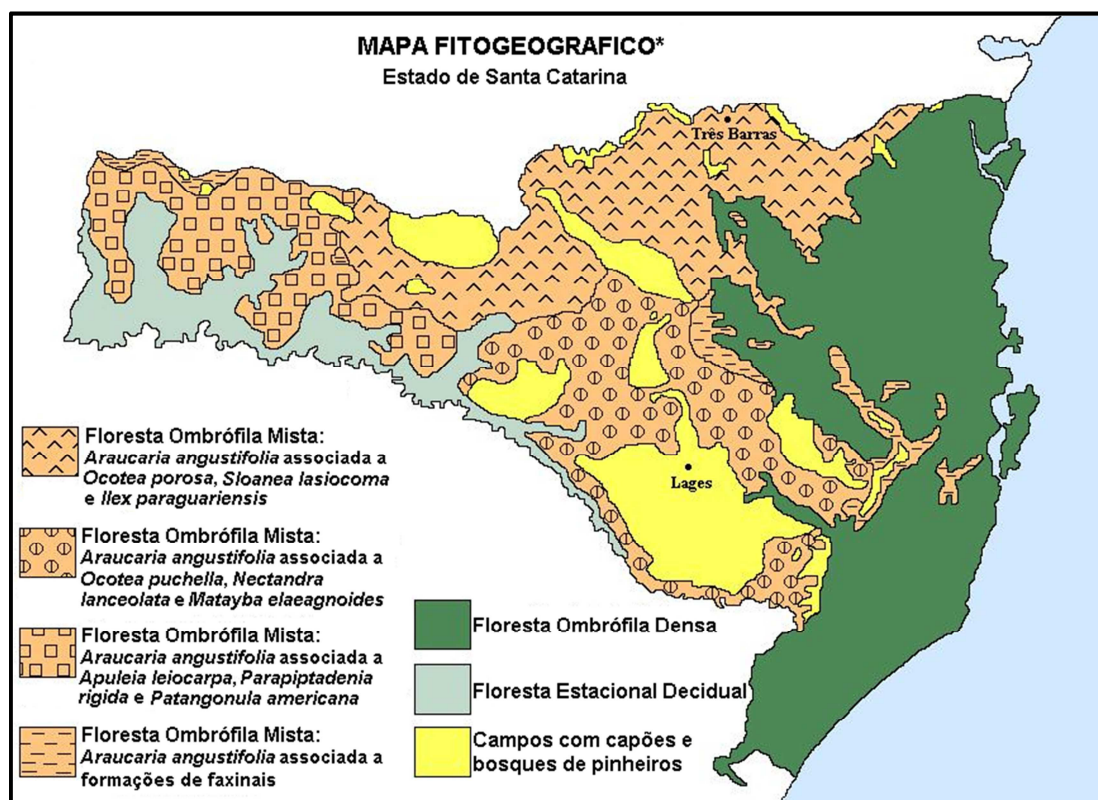 MAPA FITOGEOGRAFICO*
Estado de Santa Catarina
Três Barras
Lages
Floresta Ombrófila Mista:
Araucaria angustifolia associada a
Ocotea porosa, Sloanea lasiocoma
e Ilex paraguariensis
Floresta Ombrófila Mista:
Araucaria angustifolia associada a
Ocotea puchella, Nectandra
lanceolata e Matayba elaeagnoides
Floresta Ombrófila Mista:
Araucaria angustifolia associada a
Apuleia leiocarpa, Parapiptadenia
rigida e Patangonula americana
Floresta Ombrófila Mista:
Araucaria angustifolia associada a
formações de faxinais
Floresta Ombrófila Densa
Floresta Estacional Decidual
Campos com capões e
bosques de pinheiros